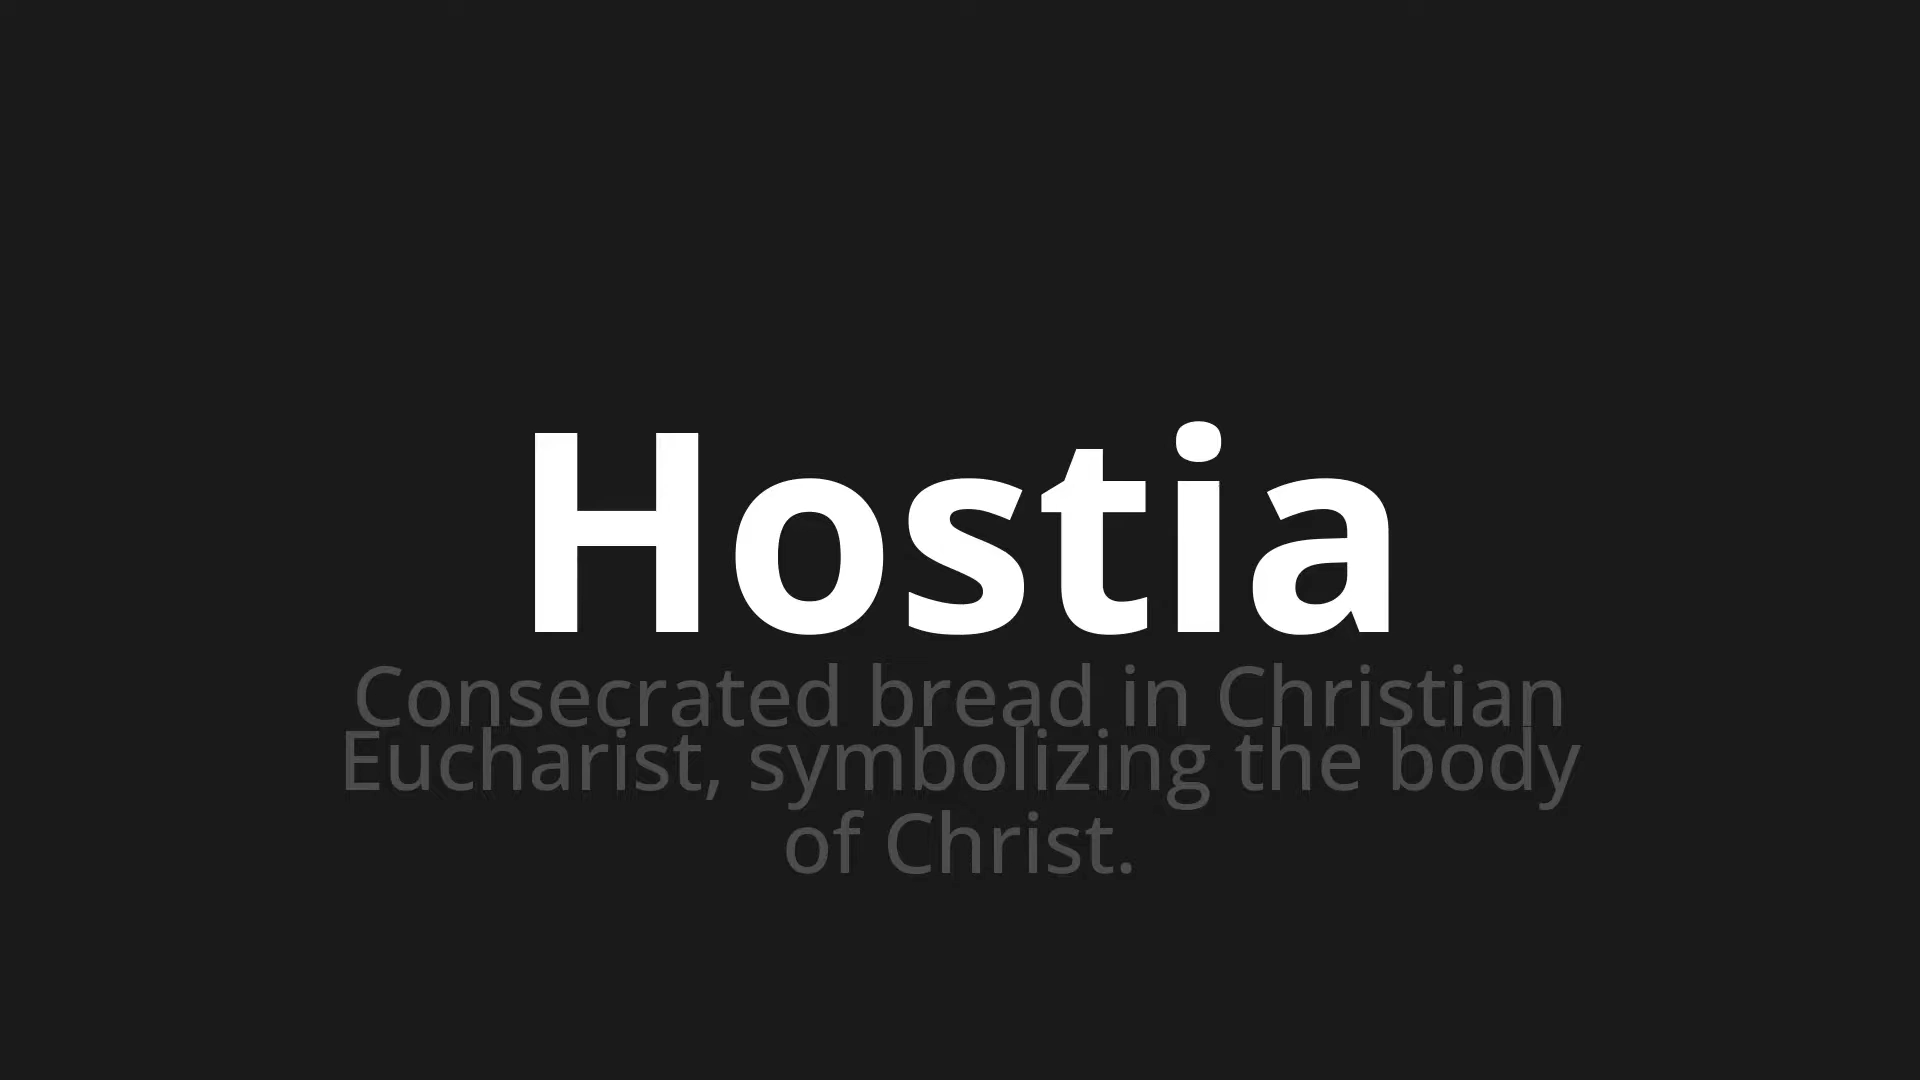 Hostia
Consecrated bread in Christian
Eucharist, symbolizing the body
of Christ.